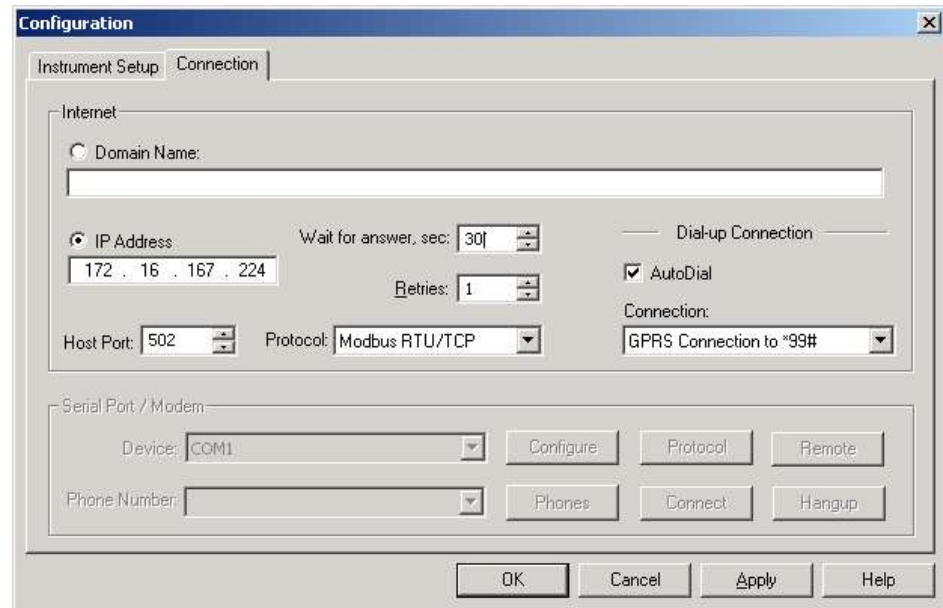 Configuration
Instrument Setup Connection
Internet
Domain Name:
IP Address
172 . 16 . 167 . 224
Wait for answer, sec: 30
Retries: 1
Dial-up Connection
AutoDial
Connection:
GPRS Connection to *99#
Host Port: 502
Protocol: Modbus RTU/TCP
Serial Port / Modem
Device: COM1
Configure Protocol Remote
Phone Number:
Phones Connect Hangup
OK Cancel Apply Help